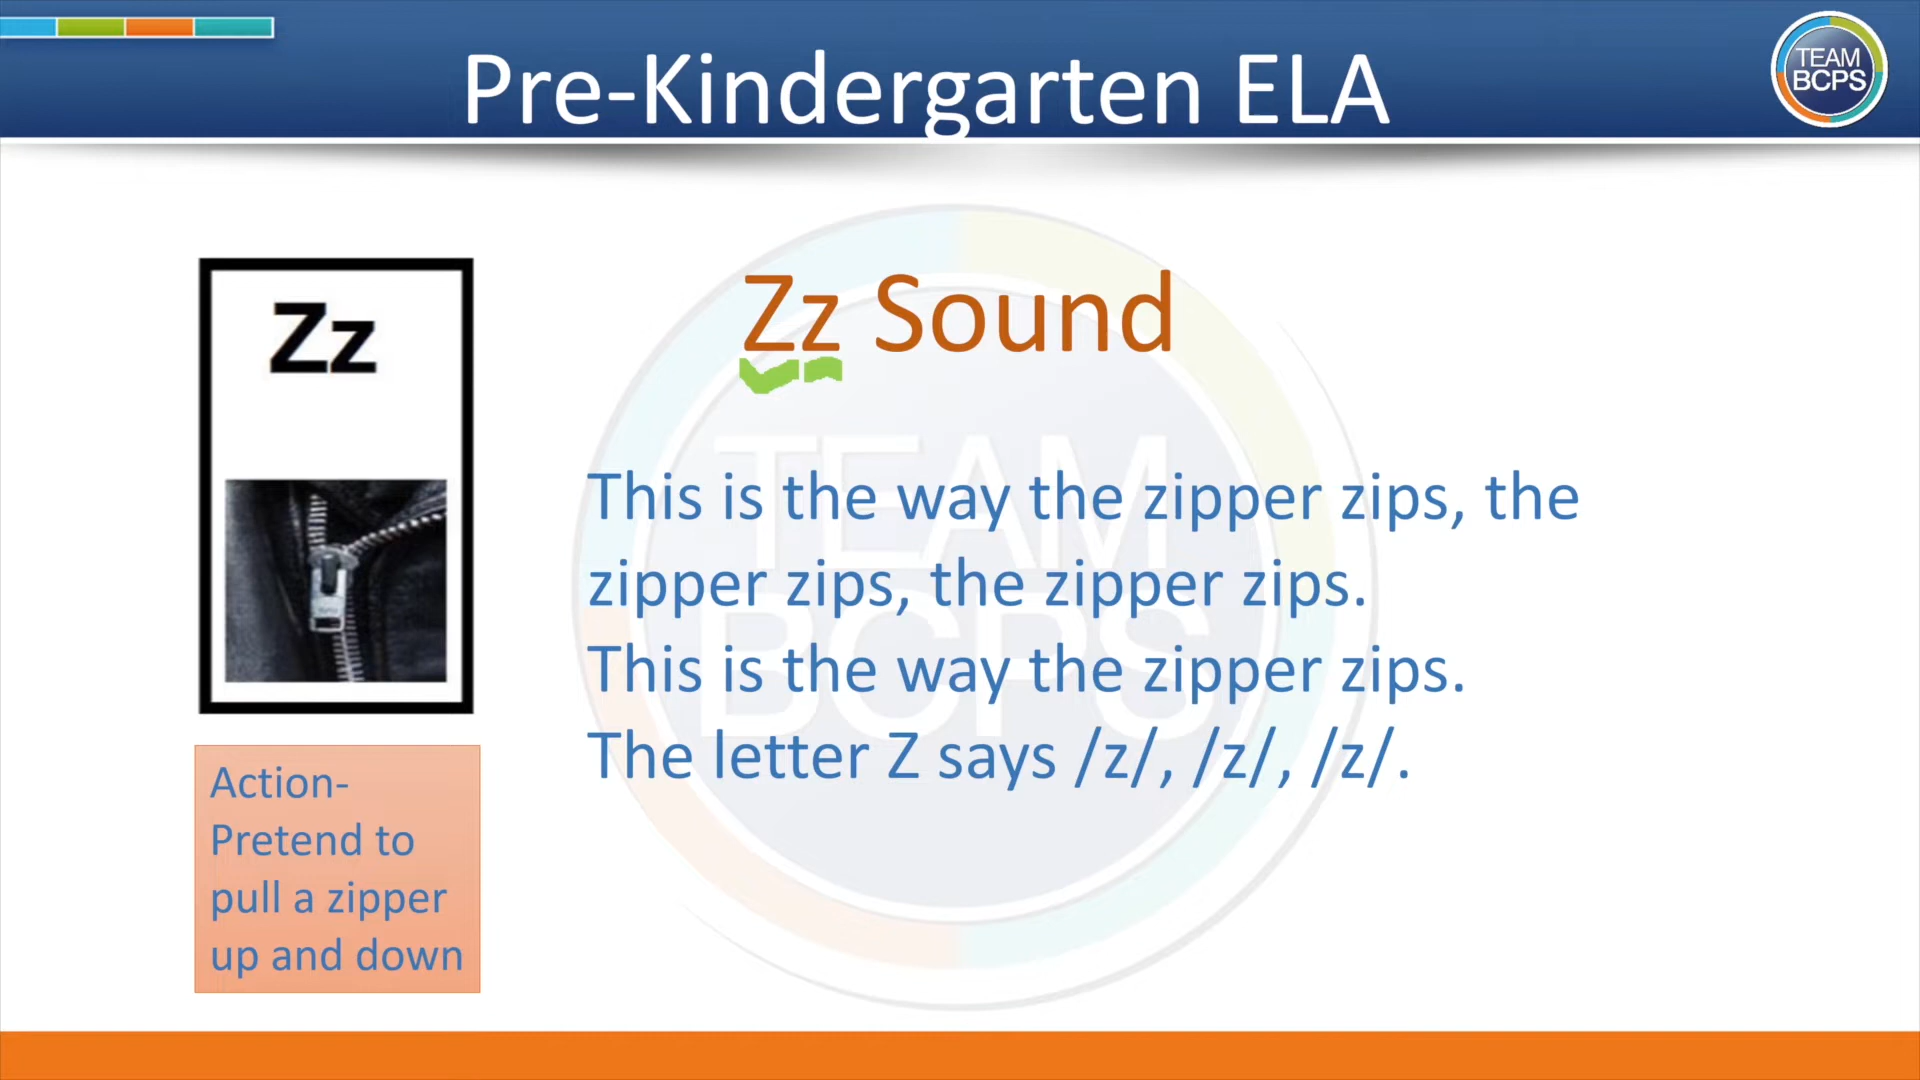 Pre-Kindergarten ELA
TEAM
BCPS
Zz
Zz Sound
This is the way the zipper zips, the
zipper zips, the zipper zips.
This is the way the zipper zips.
The letter Z says /z/, /z/, /z/.
Action-
Pretend to
pull a zipper
up and down
TEAM
BCPS